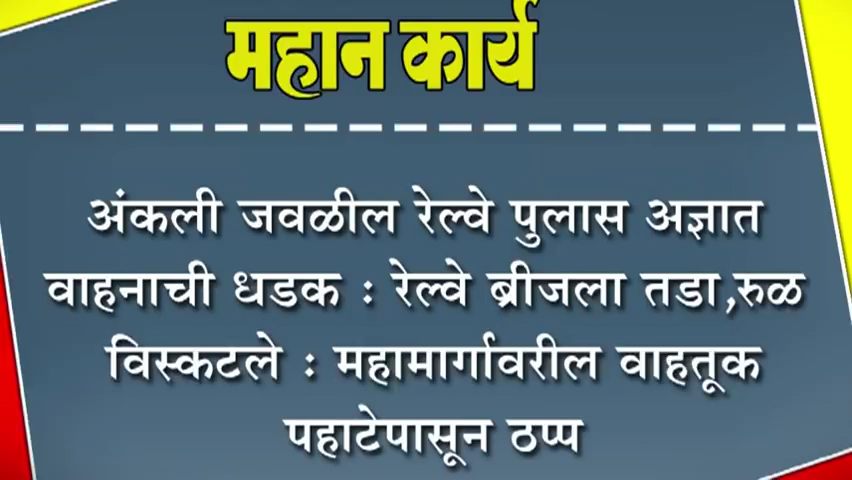 महान कार्य
अंकली जवळील रेल्वे पुलास अज्ञात
वाहनाची धडक : रेल्वे ब्रीजला तडा,रुळ
विस्कटले : महामार्गावरील वाहतूक
पहाटेपासून ठप्प